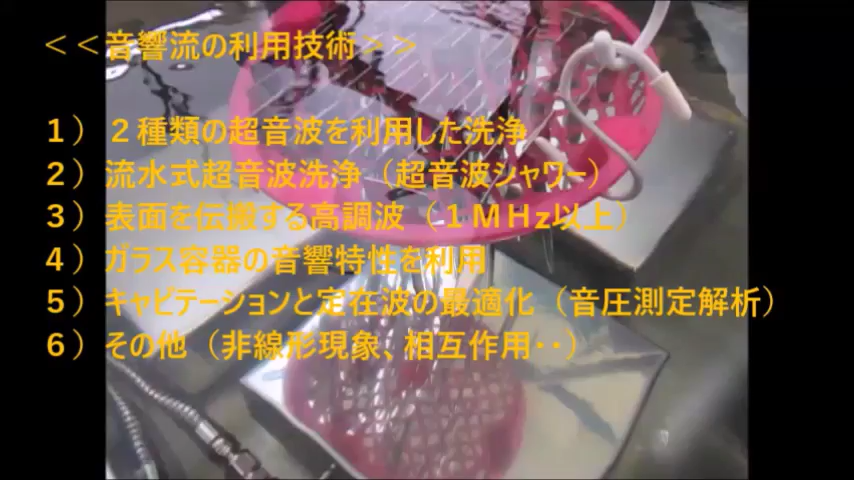 ＜＜音響流の利用技術＞＞
１）２種類の超音波を利用した洗浄
２）流水式超音波洗浄（超音波シャワー）
３）表面を伝搬する高調波（１ＭＨz以上）
４）ガラス容器の音響特性を利用
５）キャビテーションと定在波の最適化（音圧測定解析）
６）その他（非線形現象、相互作用・・）